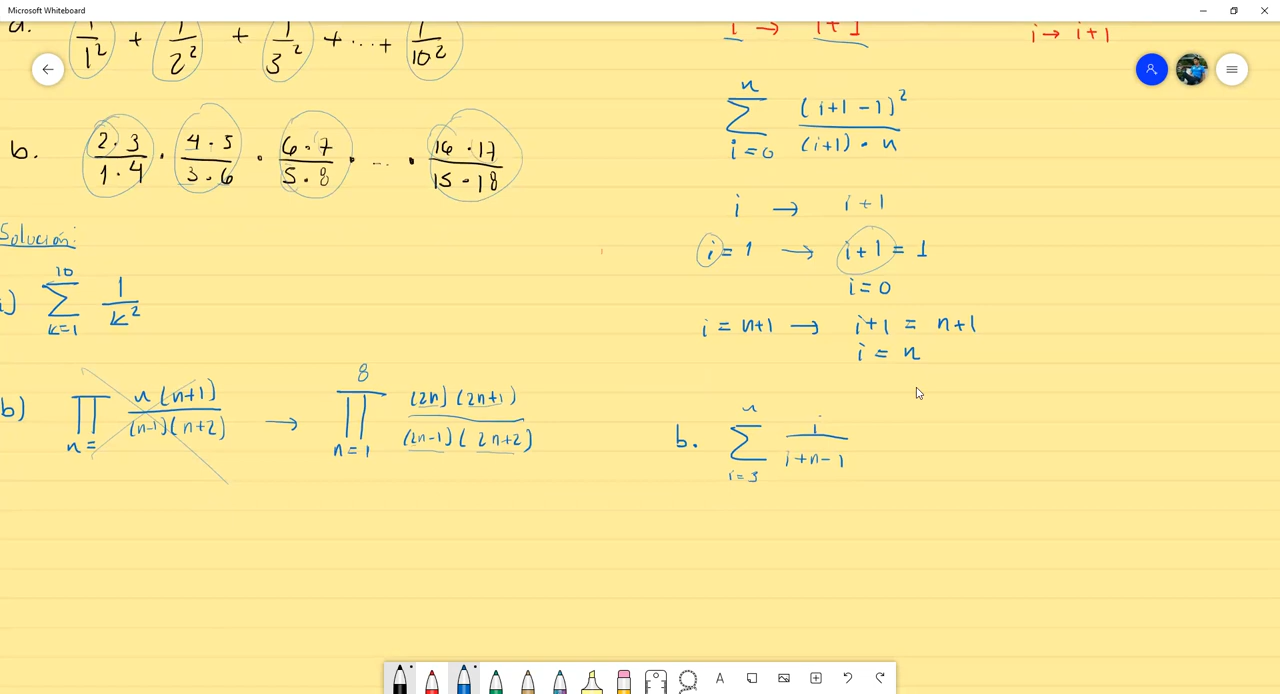 Microsoft Whiteboard
a. 1/1² + 1/2² + 1/3² + ... + 1/10²
b. (2·3)/(1·4) · (4·5)/(3·6) · (6·7)/(5·8) · ... · (16·17)/(15·18)
Solución:
) ∑_{k=1}^{10} 1/k²
b) ∏_{n=} n(n+1)/((n-1)(n+2)) → ∏_{n=1}^{8} (2n)(2n+1)/((2n-1)(2n+2))
i → i+1
i → i+1
∑_{i=0}^{n} (i+1-1)²/((i+1)·n)
i → i+1
i = 1 → i+1 = 1
i = 0
i = n+1 → i+1 = n+1
i = n
b. ∑_{i=3}^{n} i/(i+n-1)
A